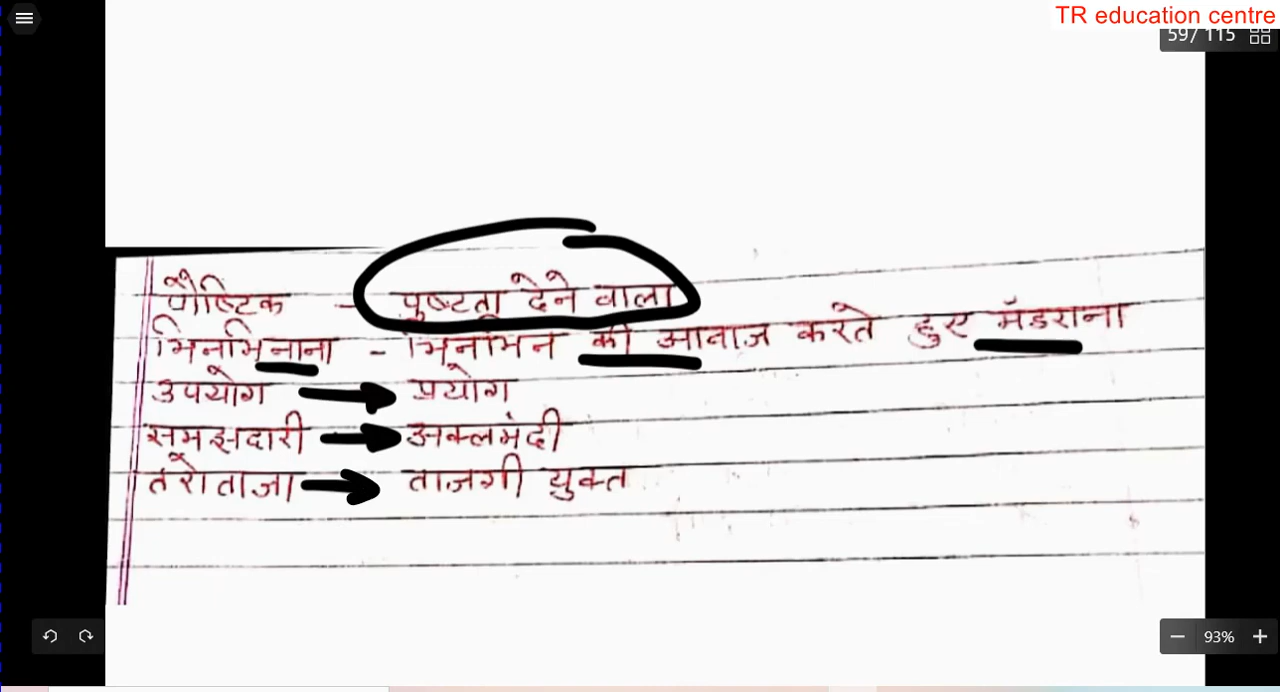 TR education centre
59/ 115
पौष्टिक - पुष्टता देने वाला
भिनभिनाना - भिनभिन की आवाज करते हुए मँडराना
उपयोग → प्रयोग
समझदारी → अक्लमंदी
तरोताजा → ताजगी युक्त
93%